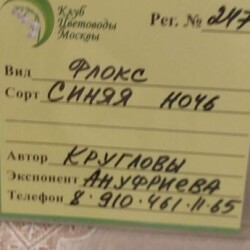 Клуб
Цветоводы
Москвы
Рег. № 247
Вид ФЛОКС
Сорт СИНЯЯ НОЧЬ
Автор КРУГЛОВЫ
Экспонент АНУФРИЕВА
Телефон 8-910-461-11-65